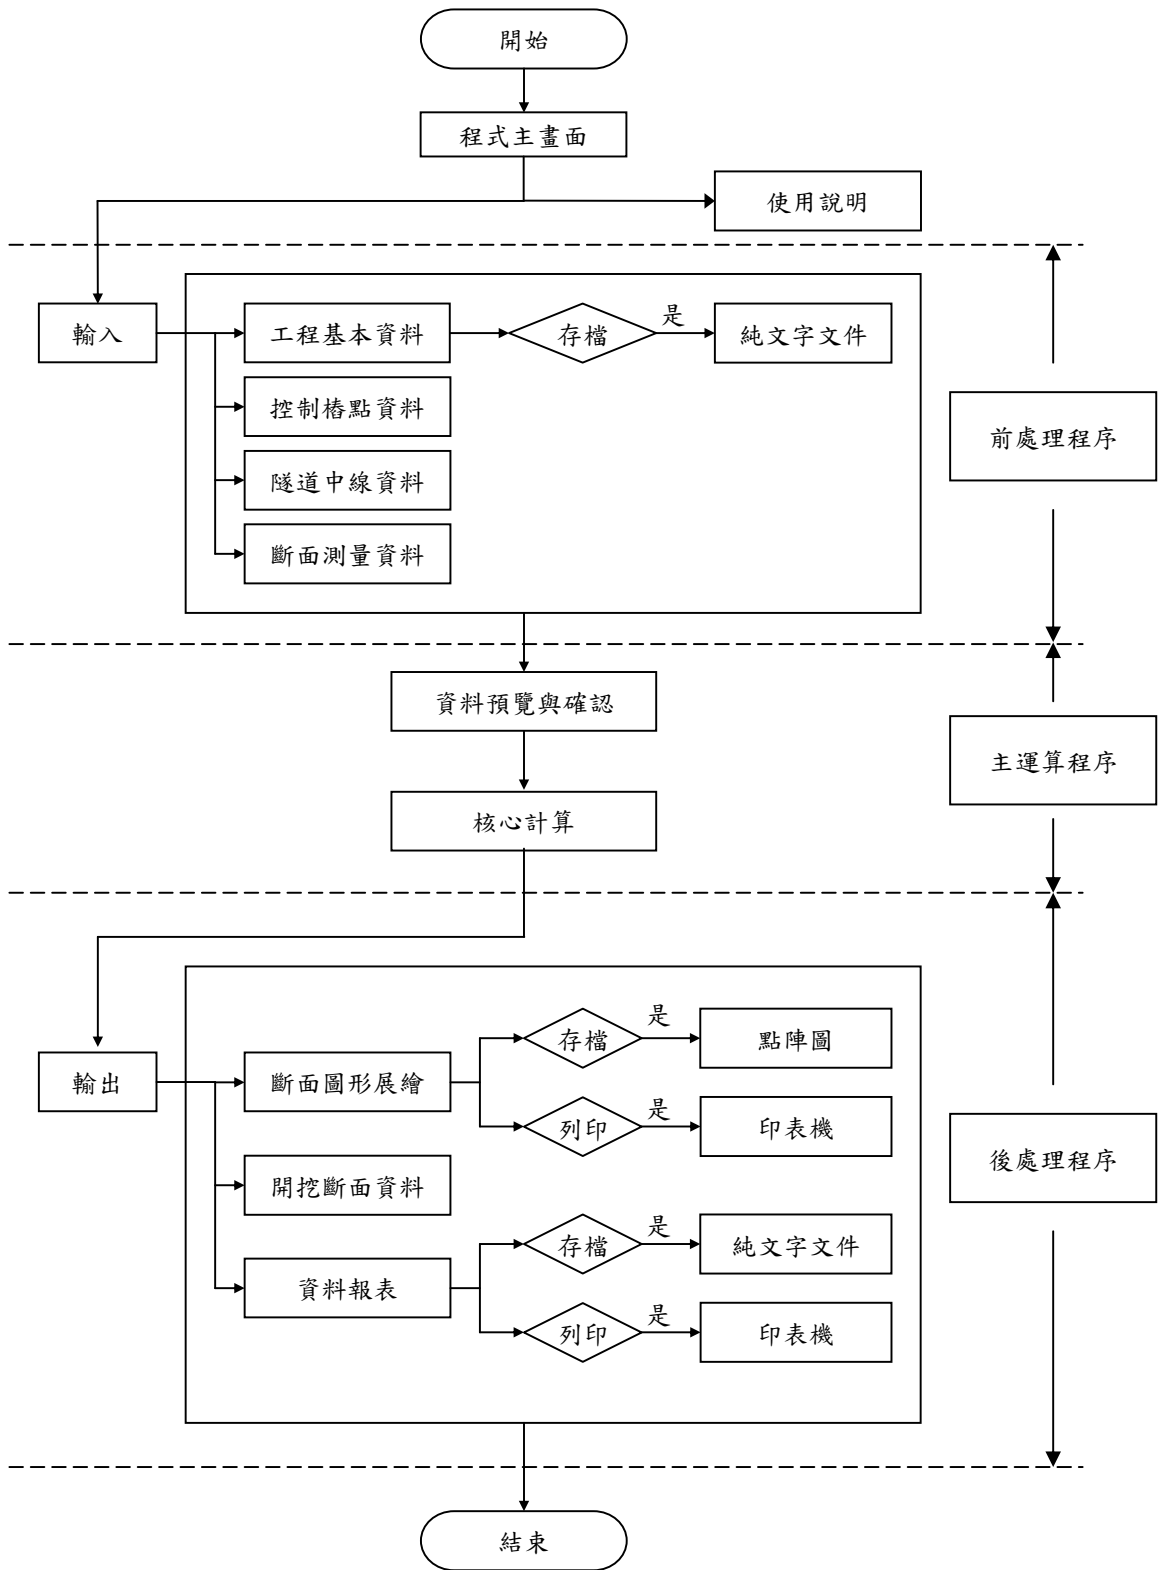 開始
程式主畫面
使用說明
輸入
工程基本資料
存檔
是
純文字文件
控制樁點資料
隧道中線資料
斷面測量資料
前處理程序
資料預覽與確認
主運算程序
核心計算
輸出
斷面圖形展繪
存檔
是
點陣圖
列印
是
印表機
開挖斷面資料
後處理程序
資料報表
存檔
是
純文字文件
列印
是
印表機
結束